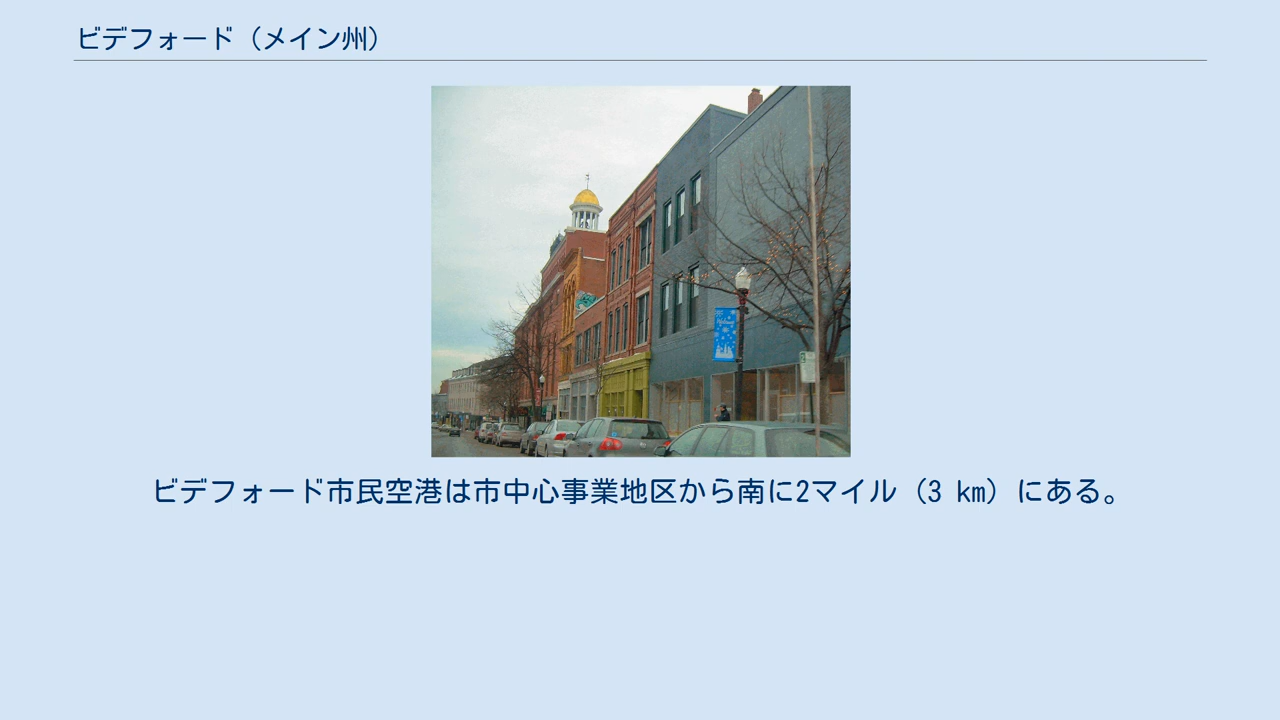 ビデフォード（メイン州）
ビデフォード市民空港は市中心事業地区から南に2マイル（3 km）にある。